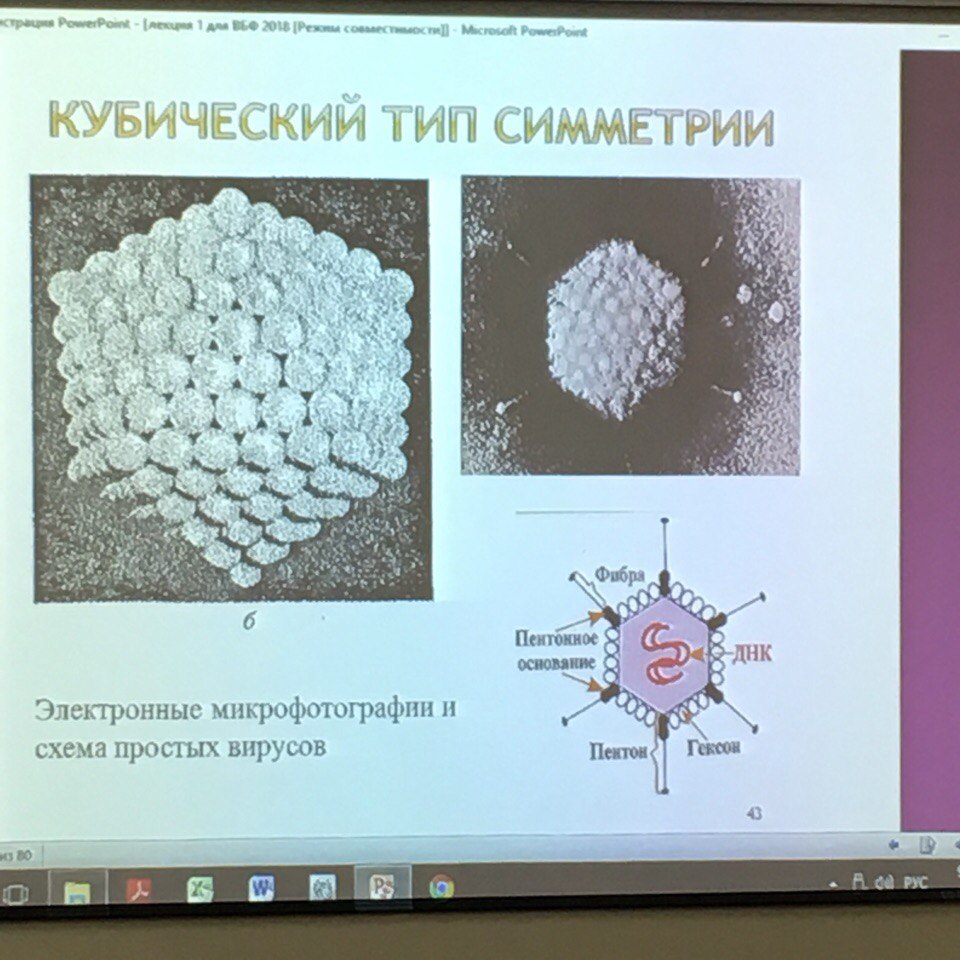 страция PowerPoint - [лекция 1 для ВБФ 2018 [Режим совместимости]] - Microsoft PowerPoint
КУБИЧЕСКИЙ ТИП СИММЕТРИИ
б
Фибра
Пентонное
основание
ДНК
Пентон
Гексон
Электронные микрофотографии и
схема простых вирусов
43
из 80
РУС